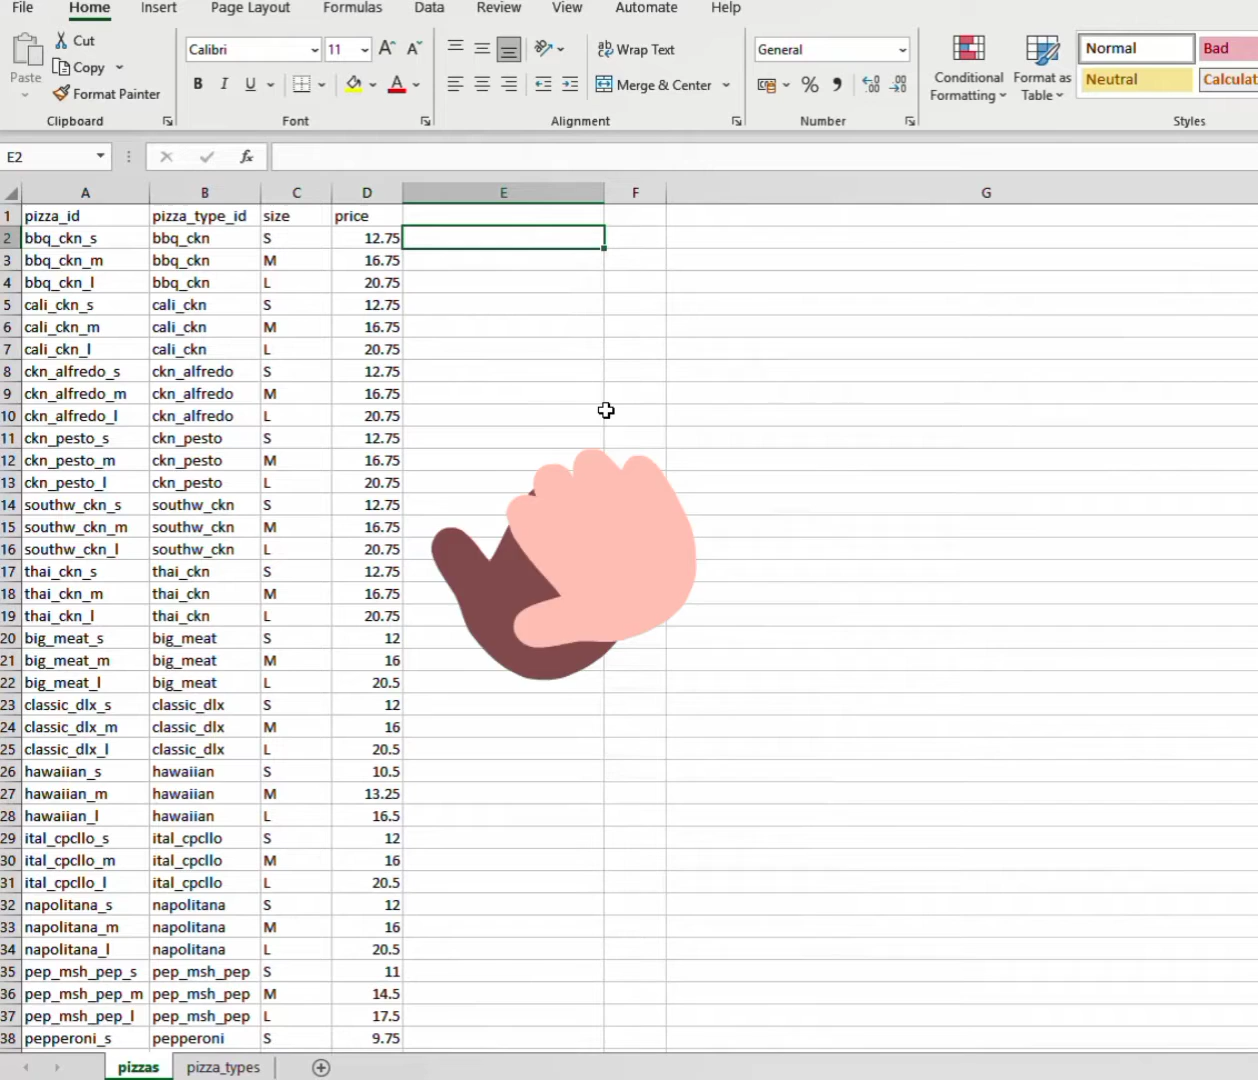 File Home Insert Page Layout Formulas Data Review View Automate Help
Paste
Cut
Copy
Format Painter
Clipboard
Calibri 11 A^ A
B I U A
Font
ab Wrap Text
Merge & Center
Alignment
General
% 9
Number
Conditional Formatting
Format as Table
Normal Bad
Neutral Calculat
Styles
E2 fx
A B C D E F G
1 pizza_id pizza_type_id size price
2 bbq_ckn_s bbq_ckn S 12.75
3 bbq_ckn_m bbq_ckn M 16.75
4 bbq_ckn_l bbq_ckn L 20.75
5 cali_ckn_s cali_ckn S 12.75
6 cali_ckn_m cali_ckn M 16.75
7 cali_ckn_l cali_ckn L 20.75
8 ckn_alfredo_s ckn_alfredo S 12.75
9 ckn_alfredo_m ckn_alfredo M 16.75
10 ckn_alfredo_l ckn_alfredo L 20.75
11 ckn_pesto_s ckn_pesto S 12.75
12 ckn_pesto_m ckn_pesto M 16.75
13 ckn_pesto_l ckn_pesto L 20.75
14 southw_ckn_s southw_ckn S 12.75
15 southw_ckn_m southw_ckn M 16.75
16 southw_ckn_l southw_ckn L 20.75
17 thai_ckn_s thai_ckn S 12.75
18 thai_ckn_m thai_ckn M 16.75
19 thai_ckn_l thai_ckn L 20.75
20 big_meat_s big_meat S 12
21 big_meat_m big_meat M 16
22 big_meat_l big_meat L 20.5
23 classic_dlx_s classic_dlx S 12
24 classic_dlx_m classic_dlx M 16
25 classic_dlx_l classic_dlx L 20.5
26 hawaiian_s hawaiian S 10.5
27 hawaiian_m hawaiian M 13.25
28 hawaiian_l hawaiian L 16.5
29 ital_cpcllo_s ital_cpcllo S 12
30 ital_cpcllo_m ital_cpcllo M 16
31 ital_cpcllo_l ital_cpcllo L 20.5
32 napolitana_s napolitana S 12
33 napolitana_m napolitana M 16
34 napolitana_l napolitana L 20.5
35 pep_msh_pep_s pep_msh_pep S 11
36 pep_msh_pep_m pep_msh_pep M 14.5
37 pep_msh_pep_l pep_msh_pep L 17.5
38 pepperoni_s pepperoni S 9.75
pizzas pizza_types